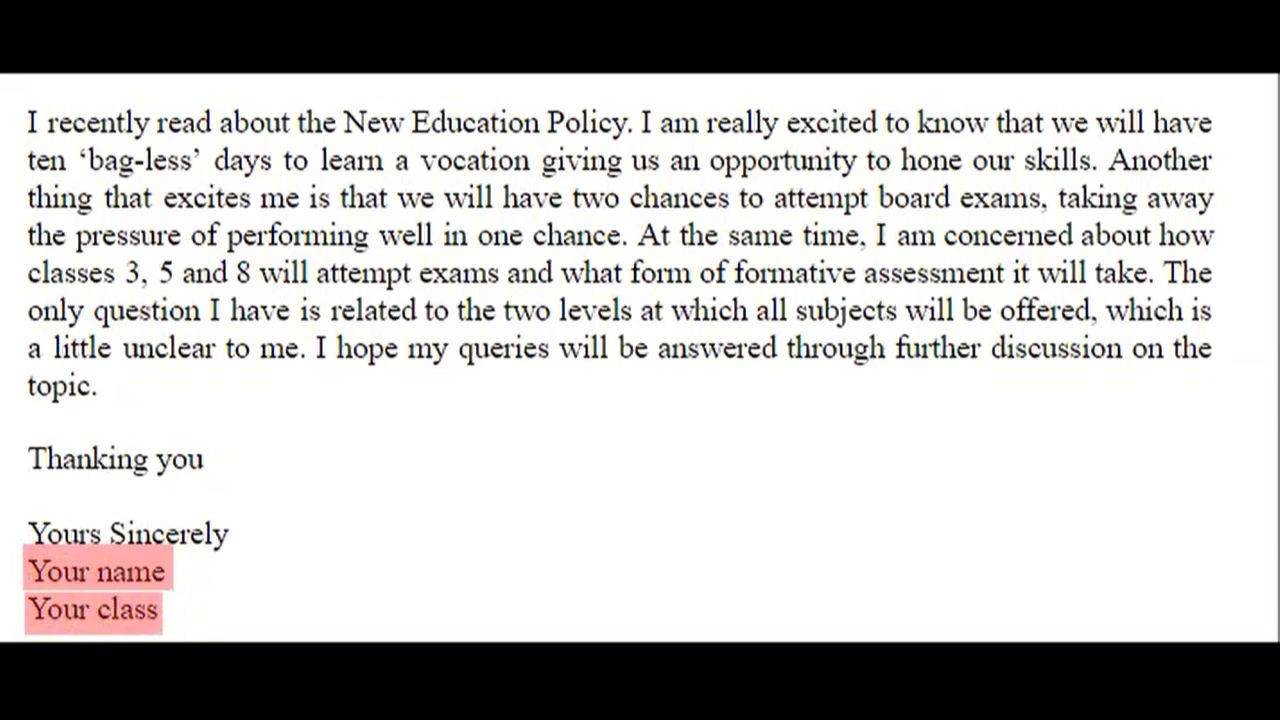 I recently read about the New Education Policy. I am really excited to know that we will have
ten ‘bag-less’ days to learn a vocation giving us an opportunity to hone our skills. Another
thing that excites me is that we will have two chances to attempt board exams, taking away
the pressure of performing well in one chance. At the same time, I am concerned about how
classes 3, 5 and 8 will attempt exams and what form of formative assessment it will take. The
only question I have is related to the two levels at which all subjects will be offered, which is
a little unclear to me. I hope my queries will be answered through further discussion on the
topic.
Thanking you
Yours Sincerely
Your name
Your class